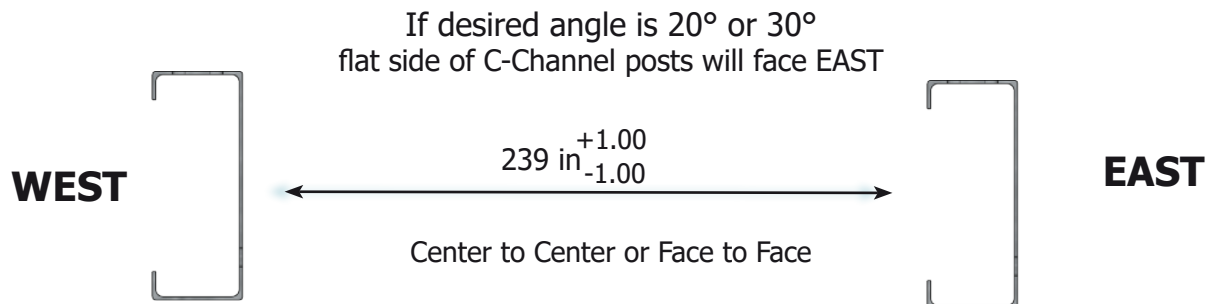 If desired angle is 20° or 30°
flat side of C-Channel posts will face EAST
WEST
239 in +1.00
-1.00
EAST
Center to Center or Face to Face